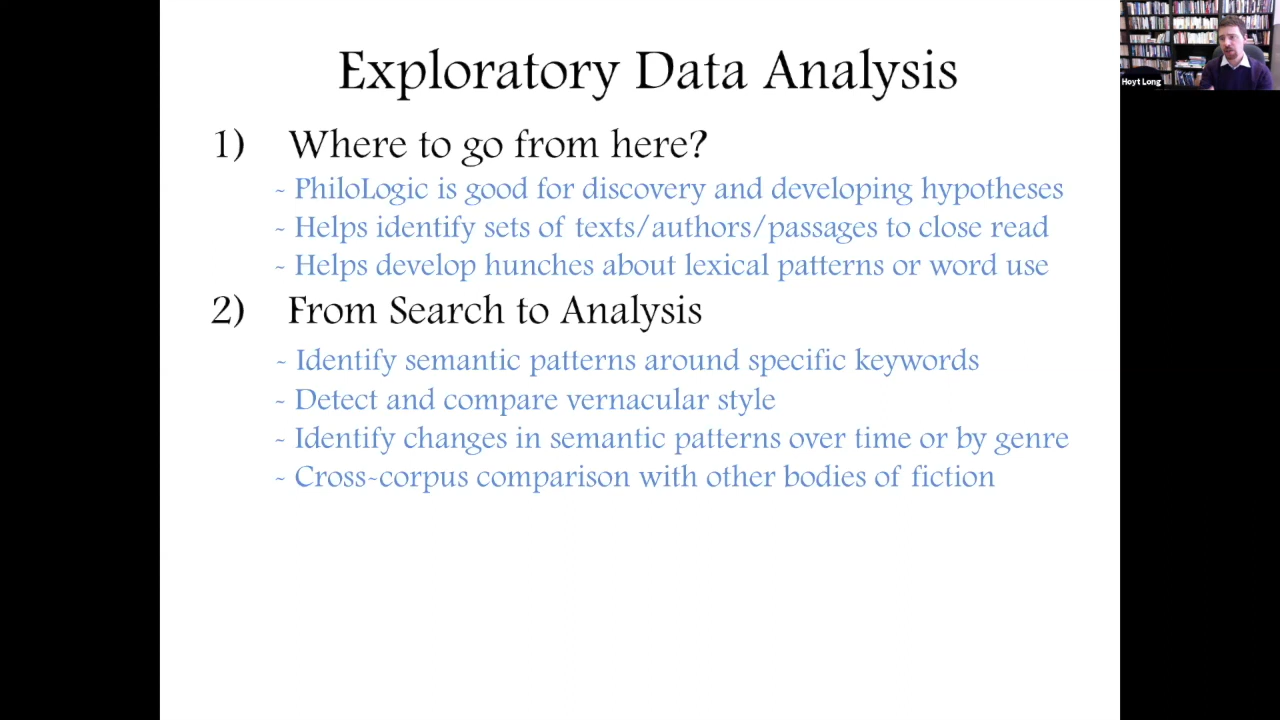 Exploratory Data Analysis
1) Where to go from here?
- PhiloLogic is good for discovery and developing hypotheses
- Helps identify sets of texts/authors/passages to close read
- Helps develop hunches about lexical patterns or word use
2) From Search to Analysis
- Identify semantic patterns around specific keywords
- Detect and compare vernacular style
- Identify changes in semantic patterns over time or by genre
- Cross-corpus comparison with other bodies of fiction
Hoyt Long